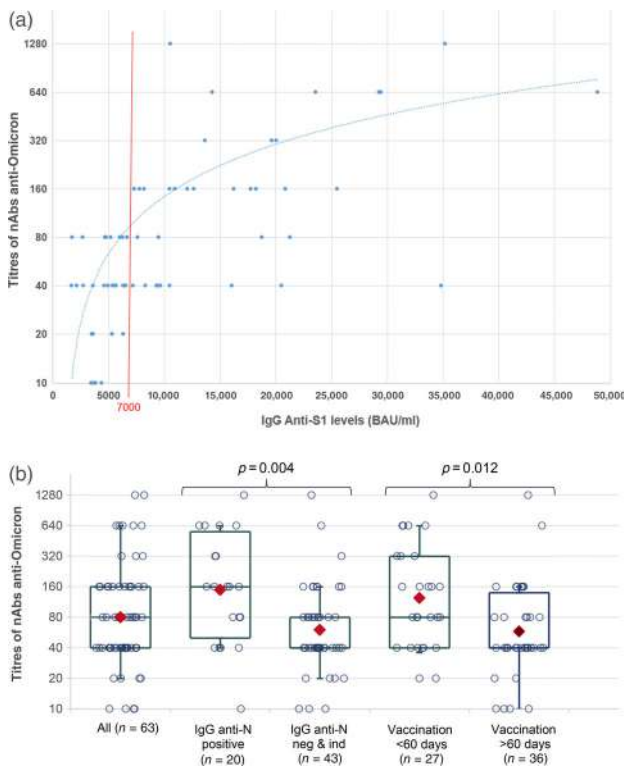 (a)
1280
640
320
160
80
40
20
10
Titres of nAbs anti-Omicron
0
5000
10,000
15,000
20,000
25,000
30,000
35,000
40,000
45,000
50,000
7000
IgG Anti-S1 levels (BAU/ml)
(b)
p = 0.004
p = 0.012
1280
640
320
160
80
40
20
10
Titres of nAbs anti-Omicron
All (n = 63)
IgG anti-N
positive
(n = 20)
IgG anti-N
neg & ind
(n = 43)
Vaccination
<60 days
(n = 27)
Vaccination
>60 days
(n = 36)